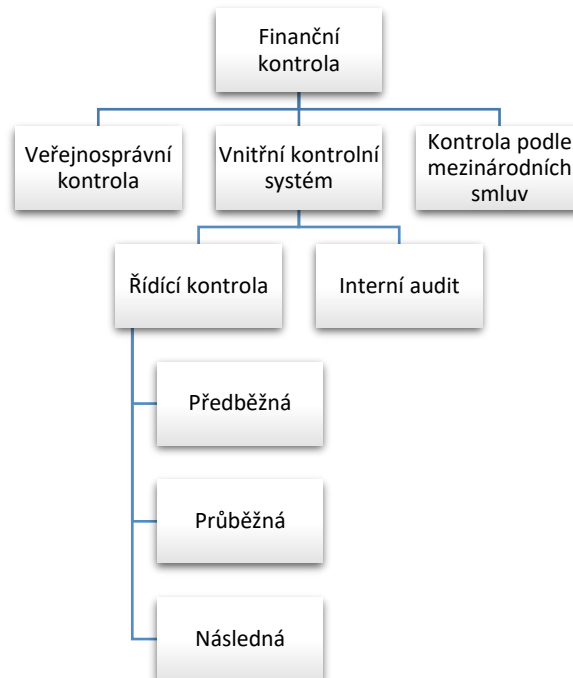 Finanční
kontrola
Veřejnosprávní
kontrola
Vnitřní kontrolní
systém
Kontrola podle
mezinárodních
smluv
Řídící kontrola
Interní audit
Předběžná
Průběžná
Následná